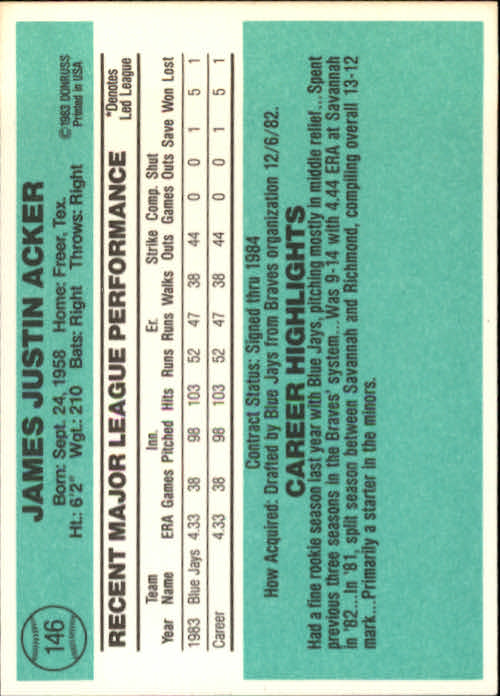 146
JAMES JUSTIN ACKER
Born: Sept. 24, 1958 Home: Freer, Tex.
Ht.: 6'2" Wgt.: 210 Bats: Right Throws: Right
©1983 DONRUSS
Printed in USA
RECENT MAJOR LEAGUE PERFORMANCE
*Denotes
Led League
Team Inn. Er. Strike Comp. Shut
Year Name ERA Games Pitched Hits Runs Runs Walks Outs Games Outs Save Won Lost
1983 Blue Jays 4.33 38 98 103 52 47 38 44 0 0 1 5 1
Career 4.33 38 98 103 52 47 38 44 0 0 1 5 1
Contract Status: Signed thru 1984
How Acquired: Drafted by Blue Jays from Braves organization 12/6/82.
CAREER HIGHLIGHTS
Had a fine rookie season last year with Blue Jays, pitching mostly in middle relief...Spent
previous three seasons in the Braves' system...Was 9-14 with 4.44 ERA at Savannah
in '82...In '81, split season between Savannah and Richmond, compiling overall 13-12
mark...Primarily a starter in the minors.